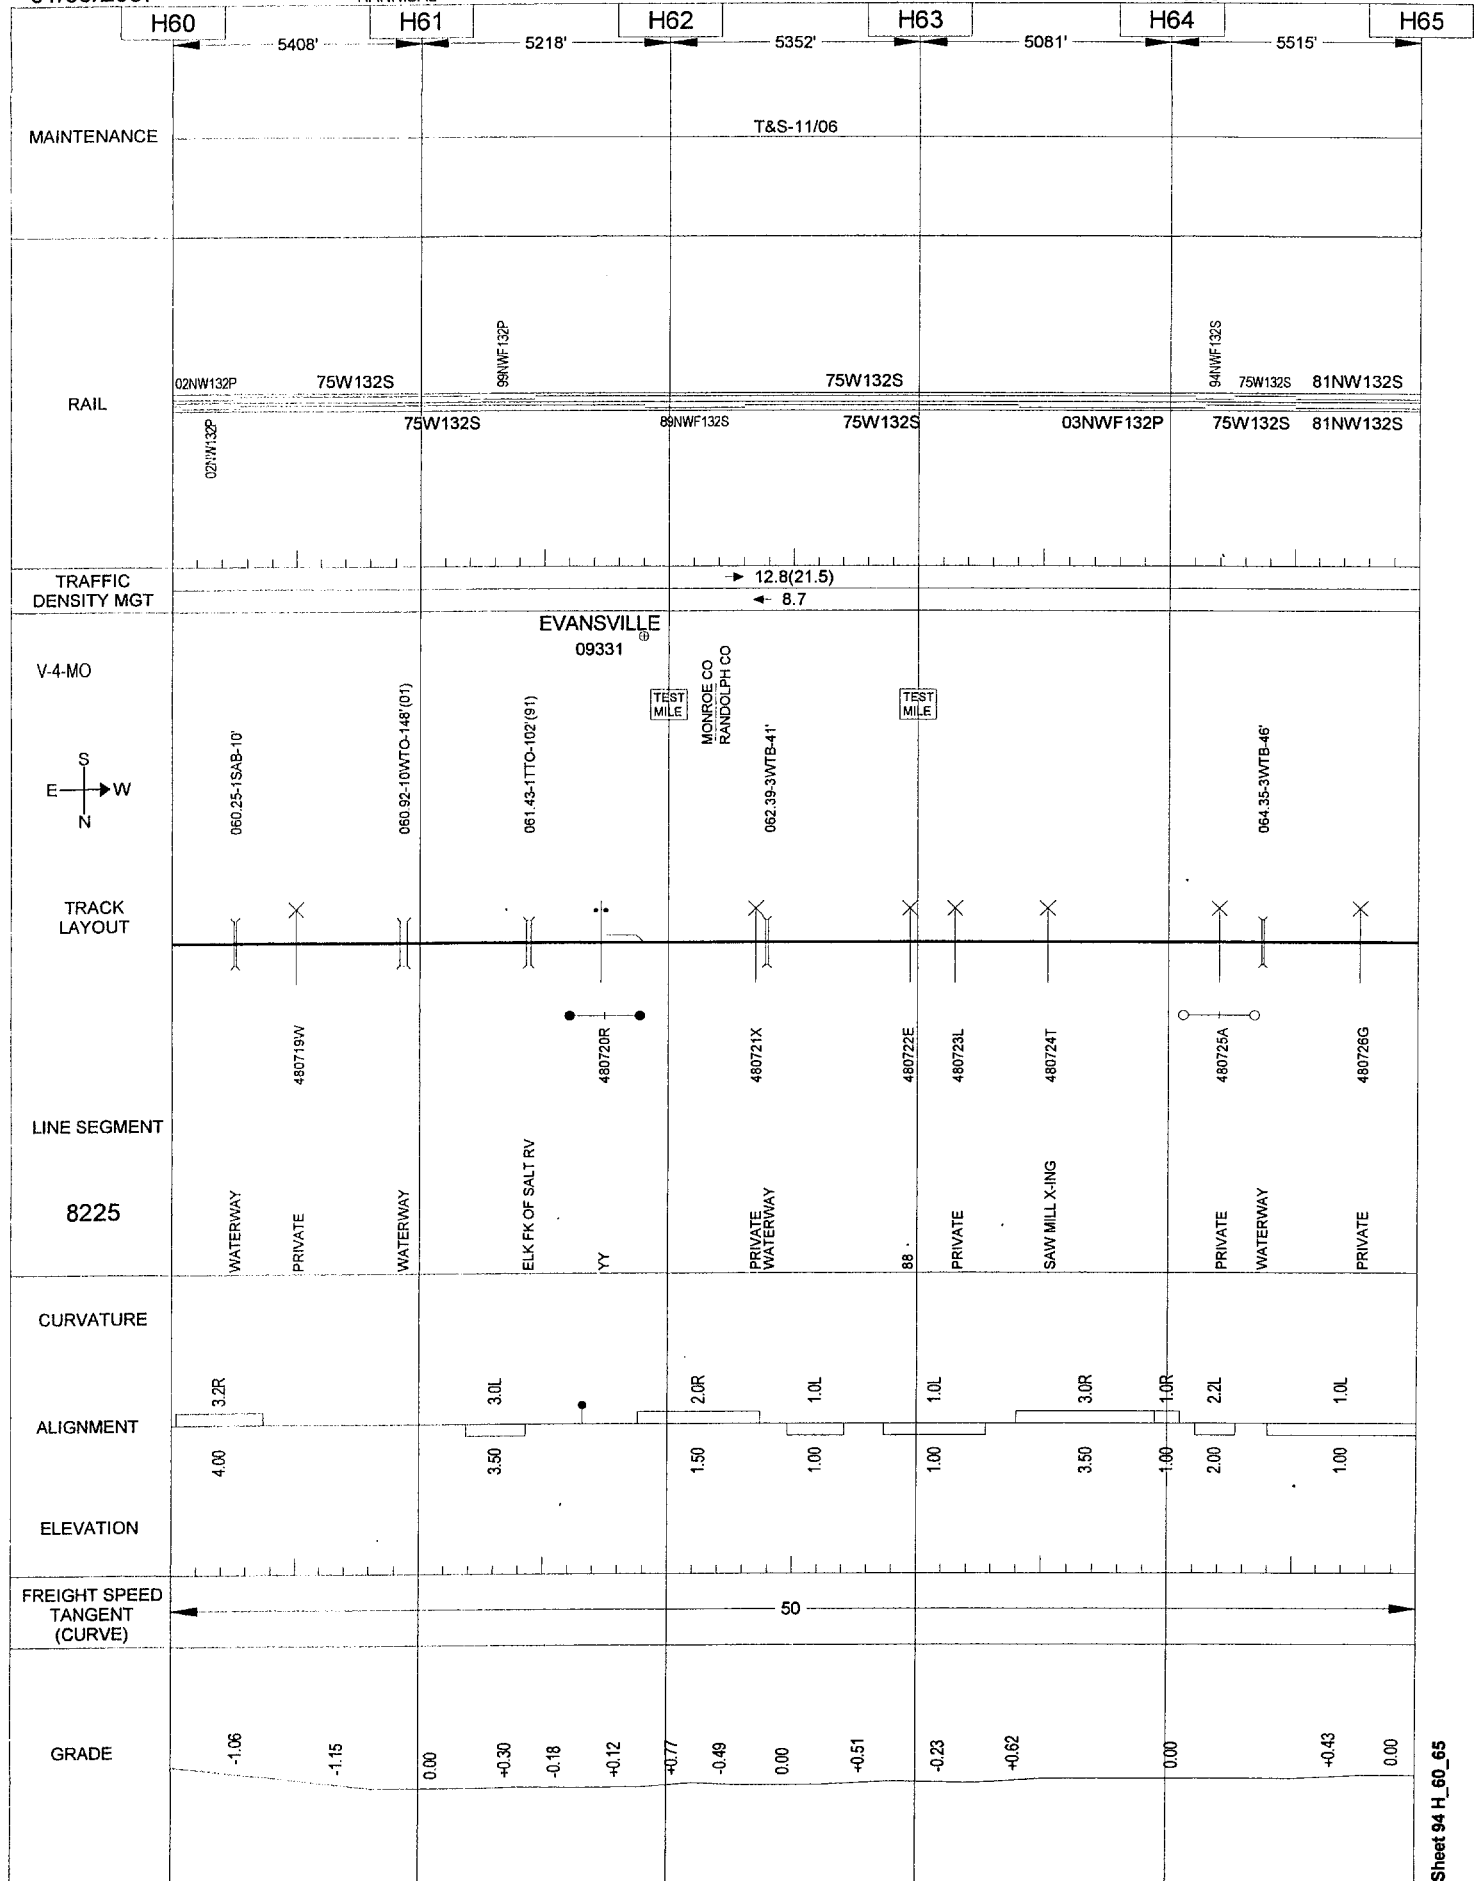 H60 H61 H62 H63 H64 H65
5408' 5218' 5352' 5081' 5515'
MAINTENANCE
T&S-11/06
99NWF132P
94NWF132S
02NW132P 75W132S 75W132S 75W132S 81NW132S
RAIL
75W132S 89NWF132S 75W132S 03NWF132P 75W132S 81NW132S
02NW132P
TRAFFIC
DENSITY MGT
12.8(21.5)
8.7
EVANSVILLE
09331
V-4-MO
MONROE CO
RANDOLPH CO
TEST
MILE
TEST
MILE
060.25-1SAB-10'
060.92-10WTO-148'(01)
061.43-1TTO-102'(91)
062.39-3WTB-41'
064.35-3WTB-46'
S
E W
N
TRACK
LAYOUT
480719W
480720R
480721X
480722E
480723L
480724T
480725A
480726G
LINE SEGMENT
8225
WATERWAY
PRIVATE
WATERWAY
ELK FK OF SALT RV
YY
PRIVATE
WATERWAY
88
PRIVATE
SAW MILL X-ING
PRIVATE
WATERWAY
PRIVATE
CURVATURE
3.2R 3.0L 2.0R 1.0L 1.0L 3.0R 1.0R 2.2L 1.0L
ALIGNMENT
4.00 3.50 1.50 1.00 1.00 3.50 1.00 2.00 1.00
ELEVATION
FREIGHT SPEED
TANGENT
(CURVE)
50
GRADE
-1.06 -1.15 0.00 +0.30 -0.18 +0.12 +0.77 -0.49 0.00 +0.51 -0.23 +0.62 0.00 +0.43 0.00
Sheet 94 H_60_65